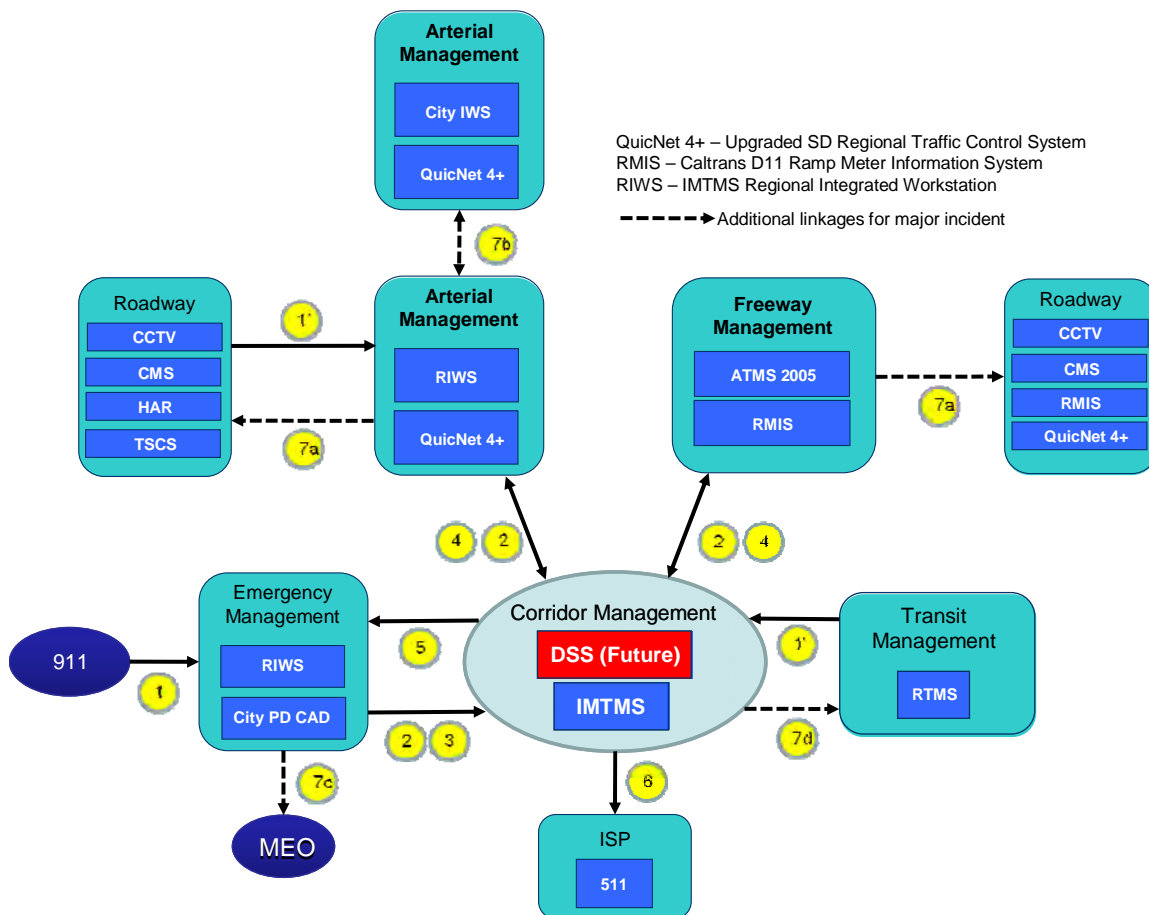 Arterial
Management
City IWS
QuicNet 4+
QuicNet 4+ – Upgraded SD Regional Traffic Control System
RMIS – Caltrans D11 Ramp Meter Information System
RIWS – IMTMS Regional Integrated Workstation
Additional linkages for major incident
7b
Roadway
CCTV
CMS
HAR
TSCS
1'
7a
Arterial
Management
RIWS
QuicNet 4+
Freeway
Management
ATMS 2005
RMIS
7a
Roadway
CCTV
CMS
RMIS
QuicNet 4+
4
2
2
4
911
1
Emergency
Management
RIWS
City PD CAD
5
2
3
Corridor Management
DSS (Future)
IMTMS
1'
7d
Transit
Management
RTMS
7c
MEO
6
ISP
511